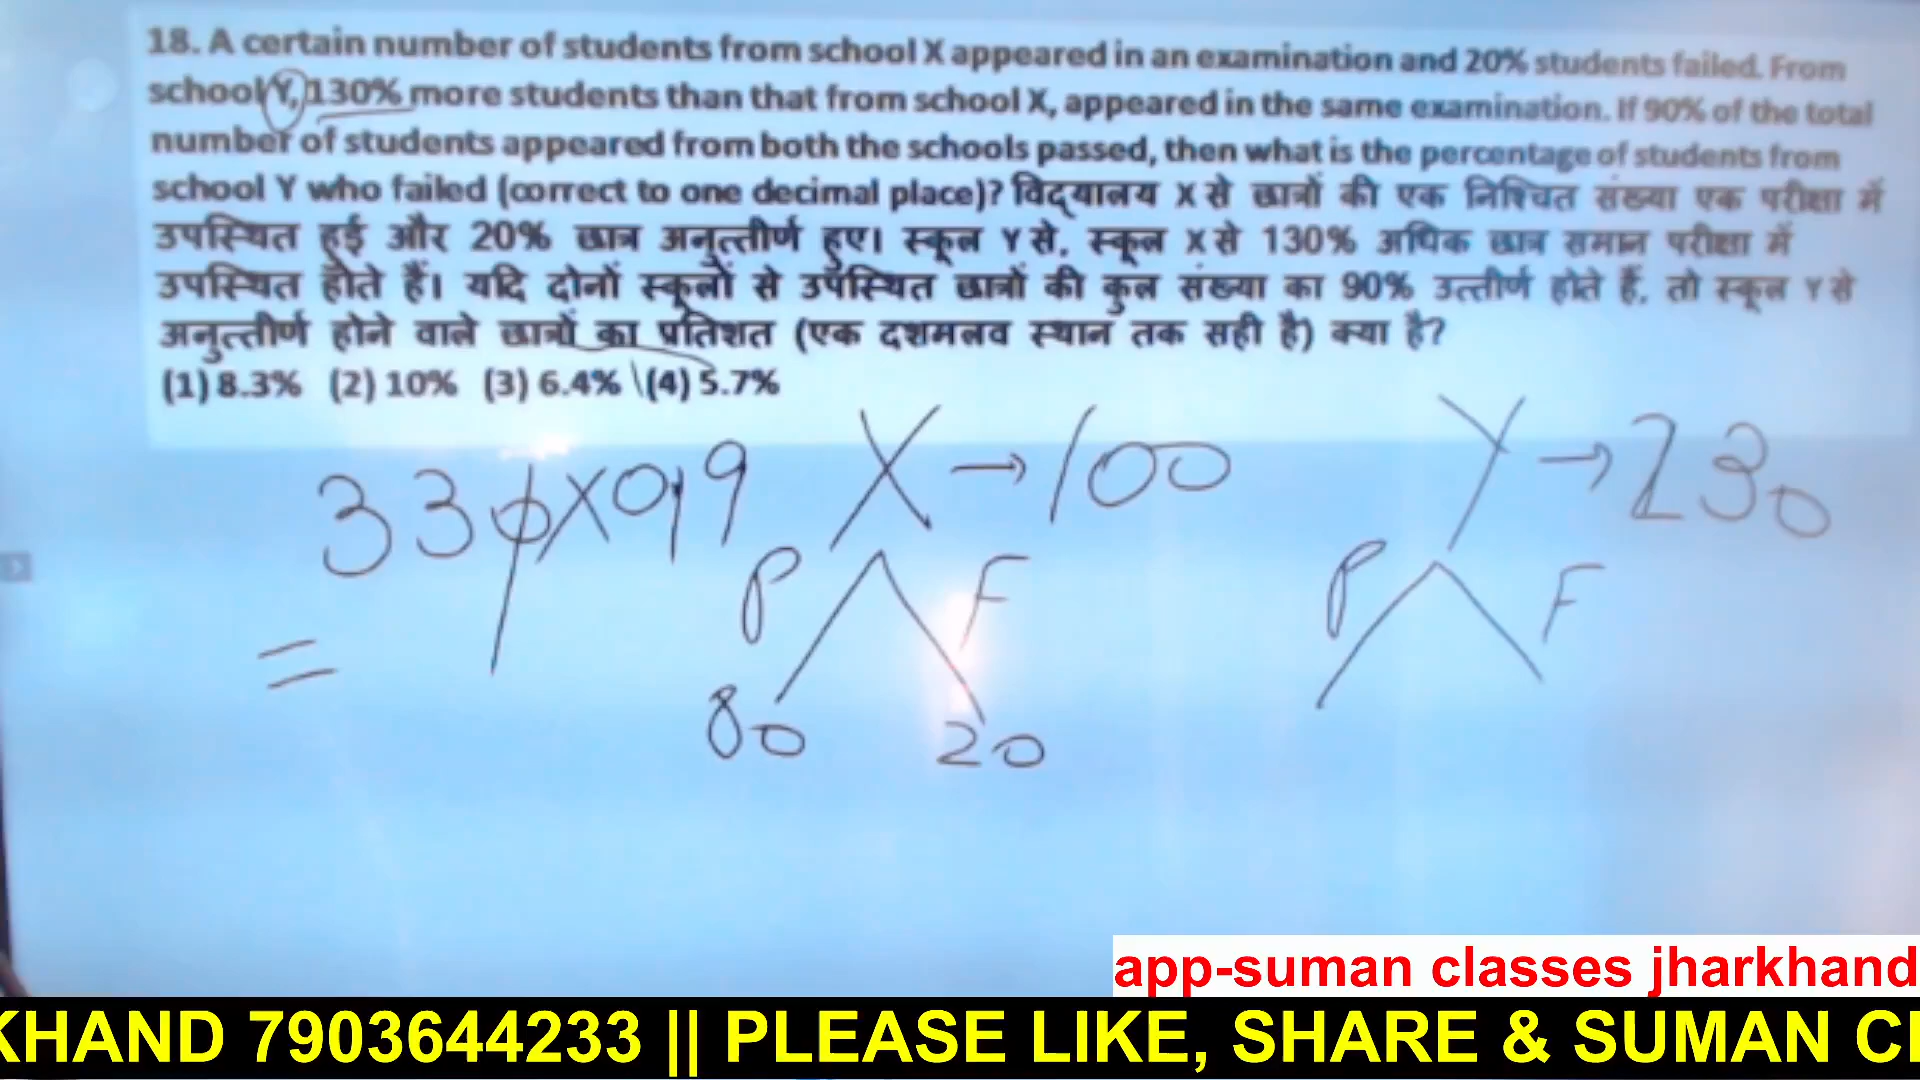 18. A certain number of students from school X appeared in an examination and 20% students failed. From
school Y, 130% more students than that from school X, appeared in the same examination. If 90% of the total
number of students appeared from both the schools passed, then what is the percentage of students from
school Y who failed (correct to one decimal place)? विद्यालय X से छात्रों की एक निश्चित संख्या एक परीक्षा में
उपस्थित हुई और 20% छात्र अनुत्तीर्ण हुए। स्कूल Y से, स्कूल X से 130% अधिक छात्र समान परीक्षा में
उपस्थित होते हैं। यदि दोनों स्कूलों से उपस्थित छात्रों की कुल संख्या का 90% उत्तीर्ण होते हैं, तो स्कूल Y से
अनुत्तीर्ण होने वाले छात्रों का प्रतिशत (एक दशमलव स्थान तक सही है) क्या है?
(1) 8.3% (2) 10% (3) 6.4% (4) 5.7%
330X0.9 X→100 Y→230
P F P F
=
80 20
app-suman classes jharkhand
KHAND 7903644233 || PLEASE LIKE, SHARE & SUMAN CL